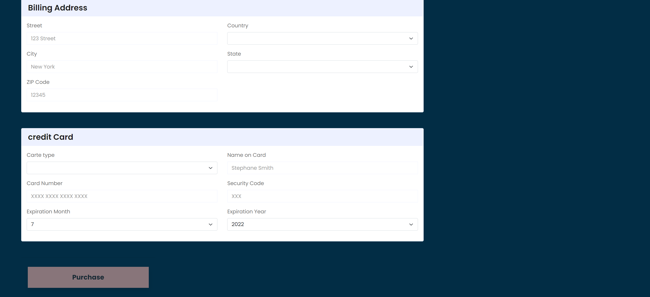 Billing Address
Street
Country
123 Street
City
State
New York
ZIP Code
12345
credit Card
Carte type
Name on Card
Stephane Smith
Card Number
Security Code
XXXX XXXX XXXX XXXX
XXX
Expiration Month
Expiration Year
7
2022
Purchase